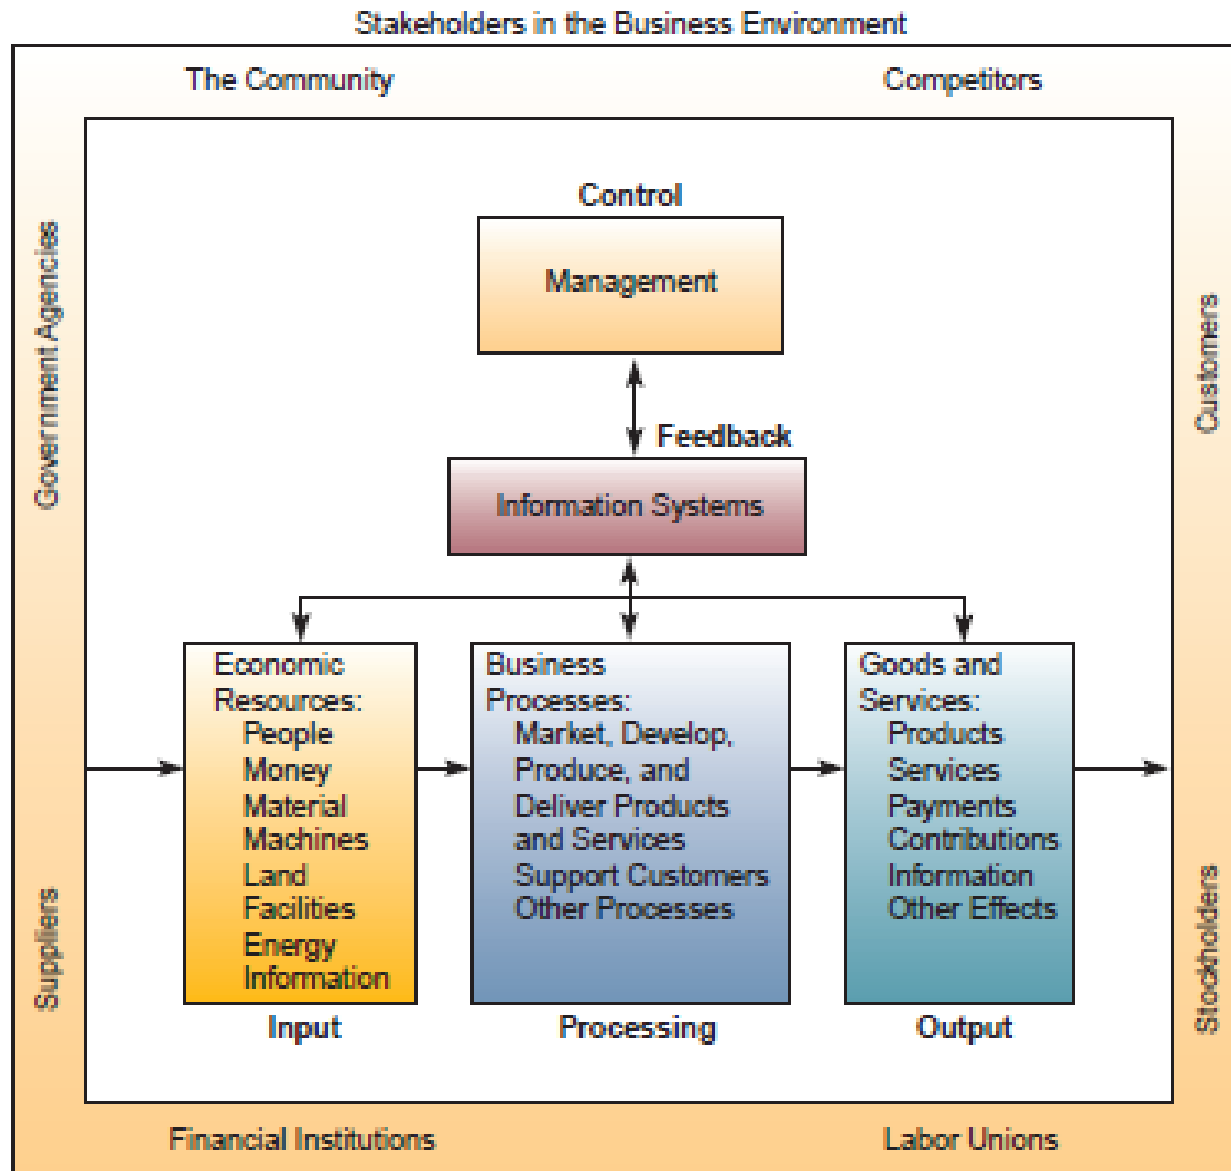 Stakeholders in the Business Environment
The Community
Competitors
Government Agencies
Suppliers
Control
Management
Feedback
Information Systems
Economic
Resources:
People
Money
Material
Machines
Land
Facilities
Energy
Information
Input
Business
Processes:
Market, Develop,
Produce, and
Deliver Products
and Services
Support Customers
Other Processes
Processing
Goods and
Services:
Products
Services
Payments
Contributions
Information
Other Effects
Output
Customers
Stockholders
Financial Institutions
Labor Unions